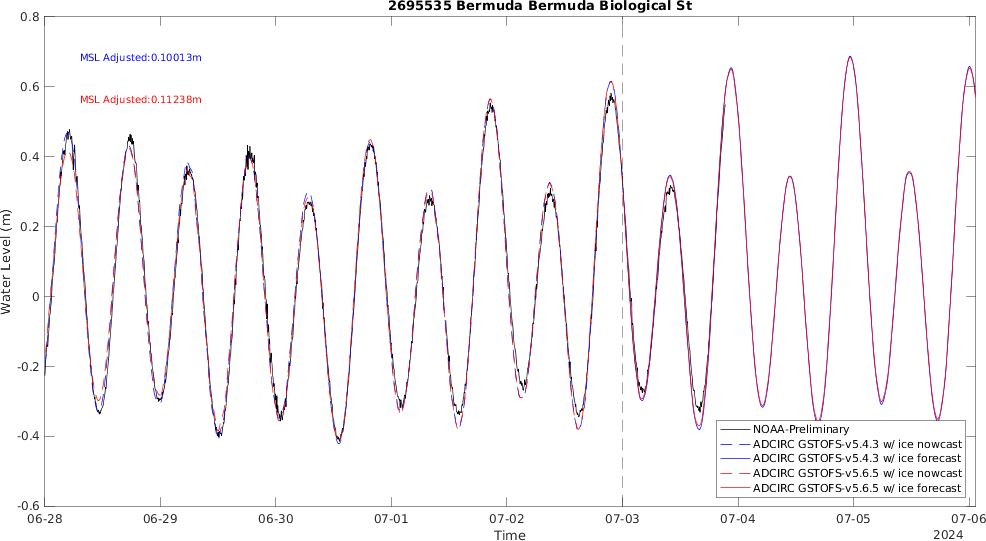 2695535 Bermuda Bermuda Biological St
MSL Adjusted:0.10013m
MSL Adjusted:0.11238m
Water Level (m)
0.8
0.6
0.4
0.2
0
-0.2
-0.4
-0.6
NOAA-Preliminary
ADCIRC GSTOFS-v5.4.3 w/ ice nowcast
ADCIRC GSTOFS-v5.4.3 w/ ice forecast
ADCIRC GSTOFS-v5.6.5 w/ ice nowcast
ADCIRC GSTOFS-v5.6.5 w/ ice forecast
06-28 06-29 06-30 07-01 07-02 07-03 07-04 07-05 07-06
Time
2024